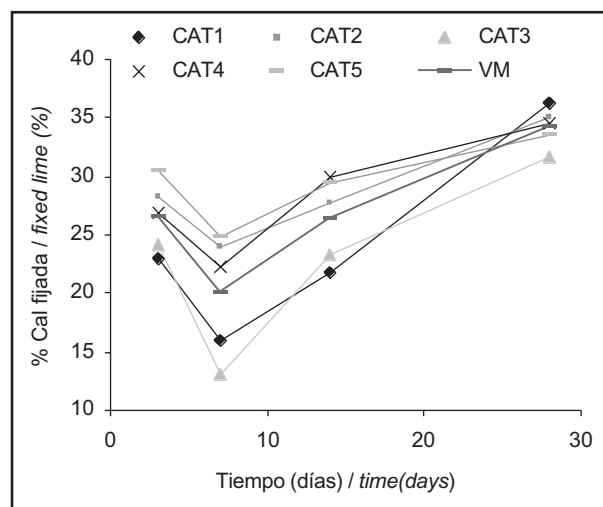 CAT1 CAT2 CAT3
CAT4 CAT5 VM
% Cal fijada / fixed lime (%)
40
35
30
25
20
15
10
0 10 20 30
Tiempo (días) / time(days)